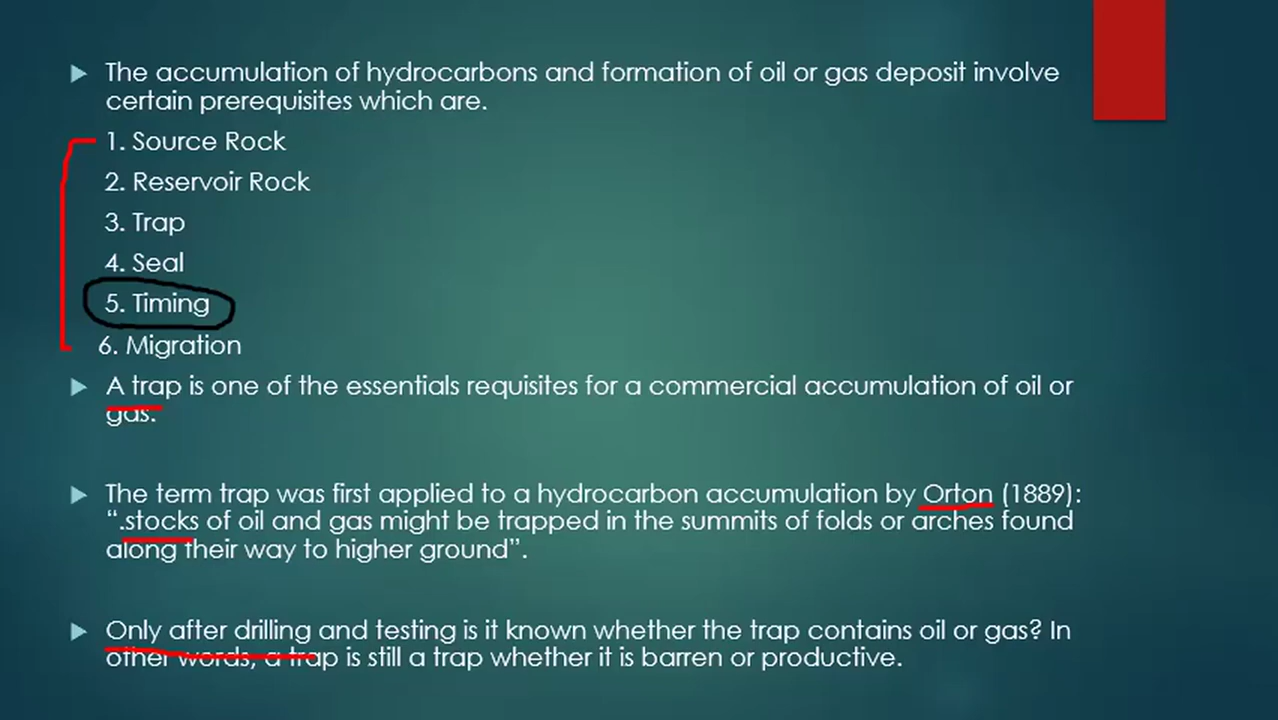 The accumulation of hydrocarbons and formation of oil or gas deposit involve
certain prerequisites which are.
1. Source Rock
2. Reservoir Rock
3. Trap
4. Seal
5. Timing
6. Migration
A trap is one of the essentials requisites for a commercial accumulation of oil or
gas.
The term trap was first applied to a hydrocarbon accumulation by Orton (1889):
“.stocks of oil and gas might be trapped in the summits of folds or arches found
along their way to higher ground”.
Only after drilling and testing is it known whether the trap contains oil or gas? In
other words, a trap is still a trap whether it is barren or productive.